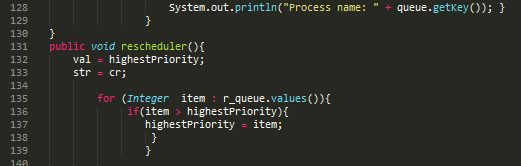 128 System.out.println("Process name: " + queue.getKey()); }
129 }
130 }
131 public void rescheduler(){
132 val = highestPriority;
133 str = cr;
134
135 for (Integer item : r_queue.values()){
136 if(item > highestPriority){
137 highestPriority = item;
138 }
139 }
140